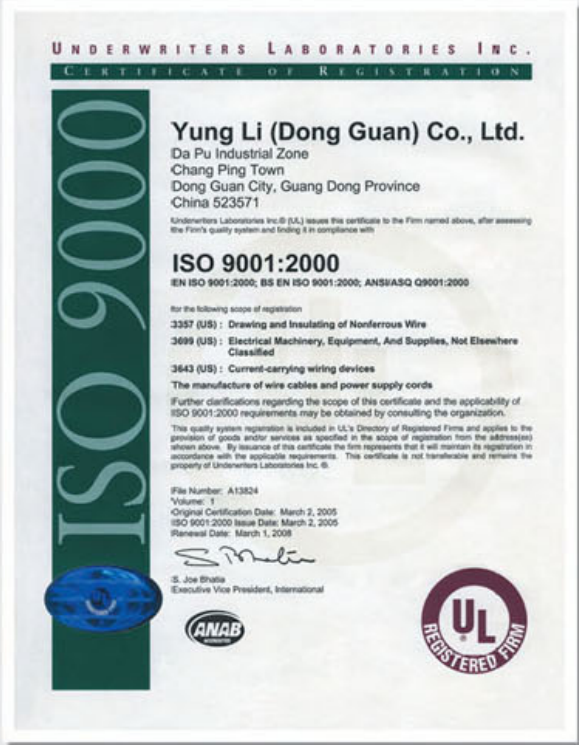 UNDERWRITERS LABORATORIES INC.
CERTIFICATE OF REGISTRATION
ISO 9000
Yung Li (Dong Guan) Co., Ltd.
Da Pu Industrial Zone
Chang Ping Town
Dong Guan City, Guang Dong Province
China 523571
Underwriters Laboratories Inc.® (UL) issues this certificate to the Firm named above, after assessing
the Firm's quality system and finding it in compliance with
ISO 9001:2000
EN ISO 9001:2000; BS EN ISO 9001:2000; ANSI/ASQ Q9001:2000
for the following scope of registration
3357 (US) : Drawing and Insulating of Nonferrous Wire
3699 (US) : Electrical Machinery, Equipment, And Supplies, Not Elsewhere
Classified
3643 (US) : Current-carrying wiring devices
The manufacture of wire cables and power supply cords
Further clarifications regarding the scope of this certificate and the applicability of
ISO 9001:2000 requirements may be obtained by consulting the organization.
This quality system registration is included in UL's Directory of Registered Firms and applies to the
provision of goods and/or services as specified in the scope of registration from the address(es)
shown above. By issuance of this certificate the firm represents that it will maintain its registration in
accordance with the applicable requirements. This certificate is not transferable and remains the
property of Underwriters Laboratories Inc. ®.
File Number: A13824
Volume: 1
Original Certification Date: March 2, 2005
ISO 9001:2000 Issue Date: March 2, 2005
Renewal Date: March 1, 2008
S. Joe Bhatia
Executive Vice President, International
ANAB
ACCREDITED
UL
®
REGISTERED FIRM